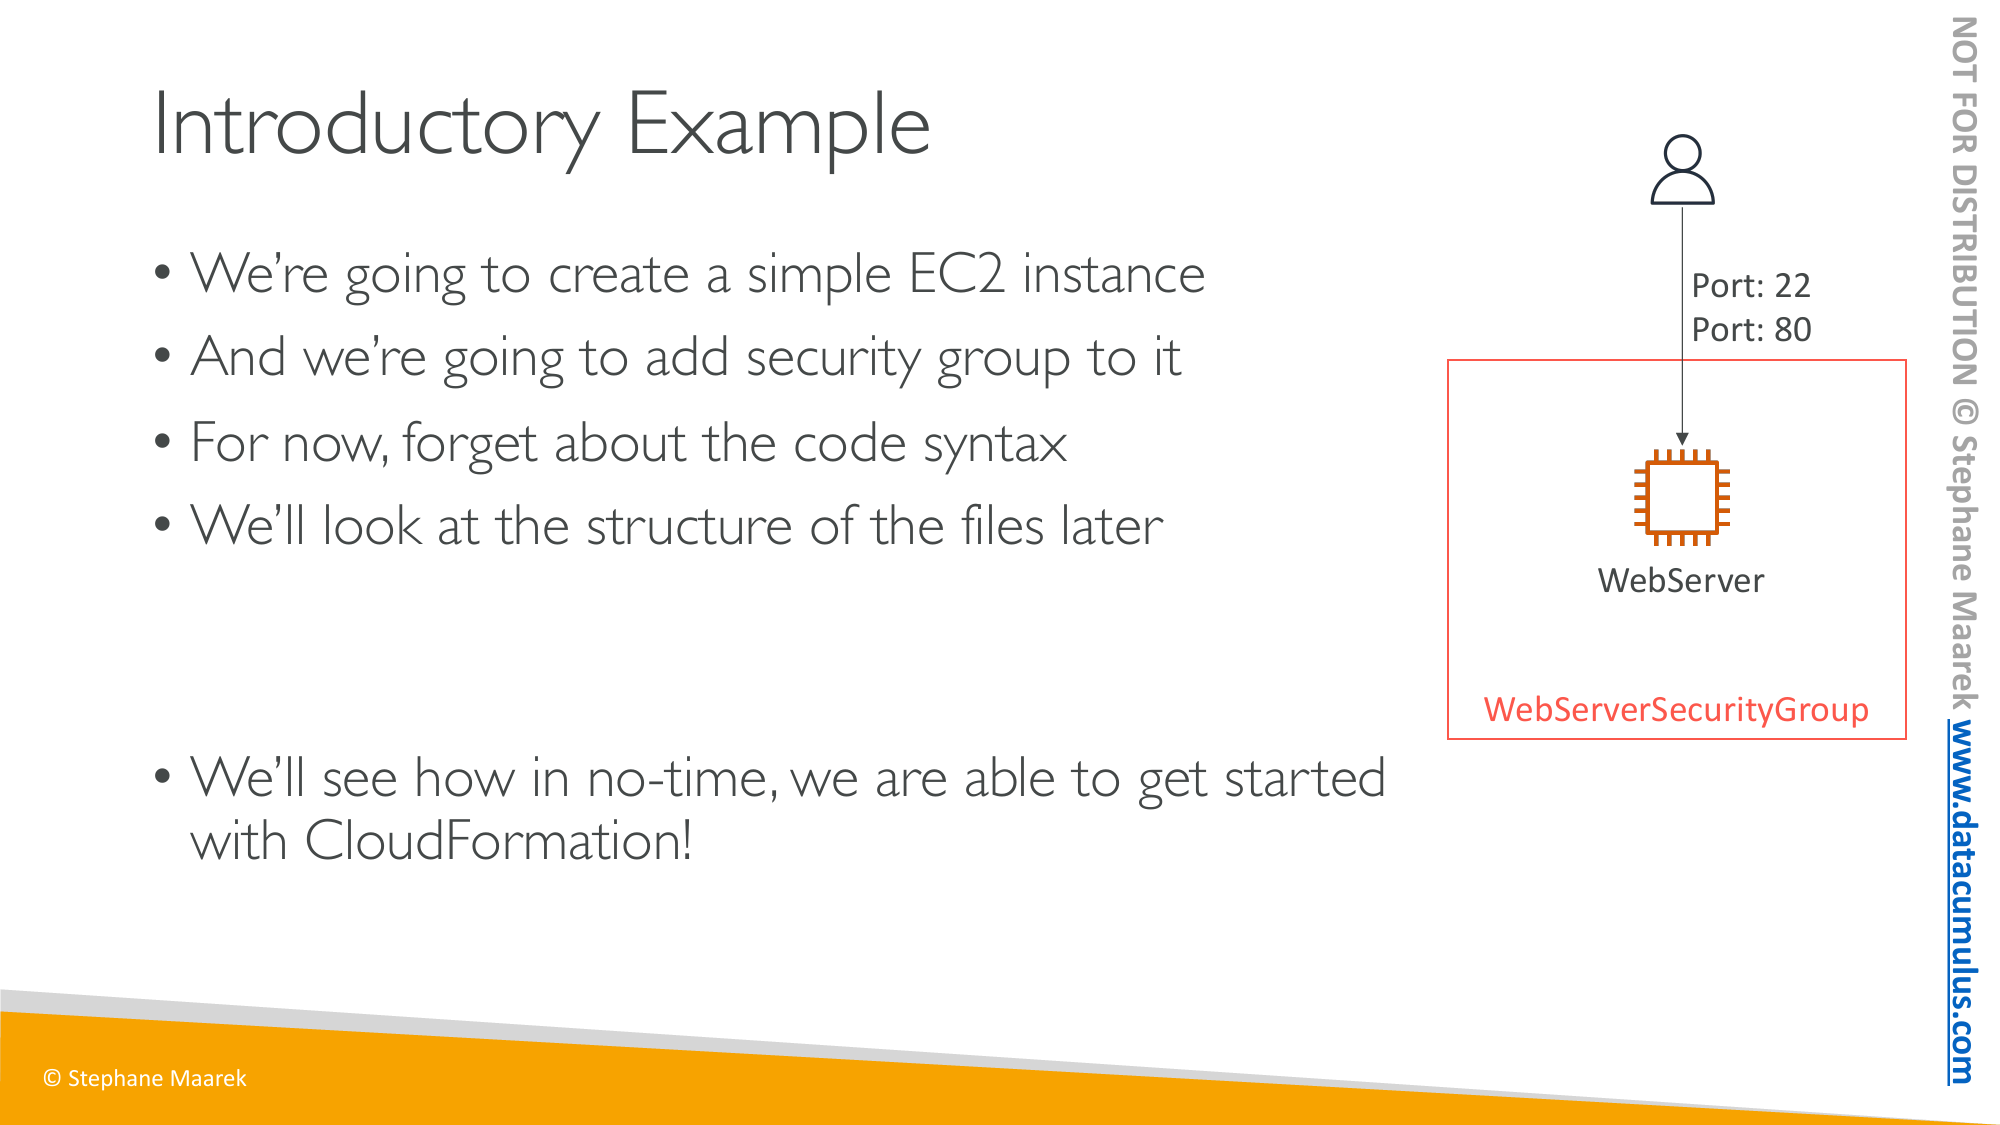 Introductory Example
• We’re going to create a simple EC2 instance
• And we’re going to add security group to it
• For now, forget about the code syntax
• We’ll look at the structure of the files later
• We’ll see how in no-time, we are able to get started
with CloudFormation!
Port: 22
Port: 80
WebServer
WebServerSecurityGroup
© Stephane Maarek
NOT FOR DISTRIBUTION © Stephane Maarek www.datacumulus.com